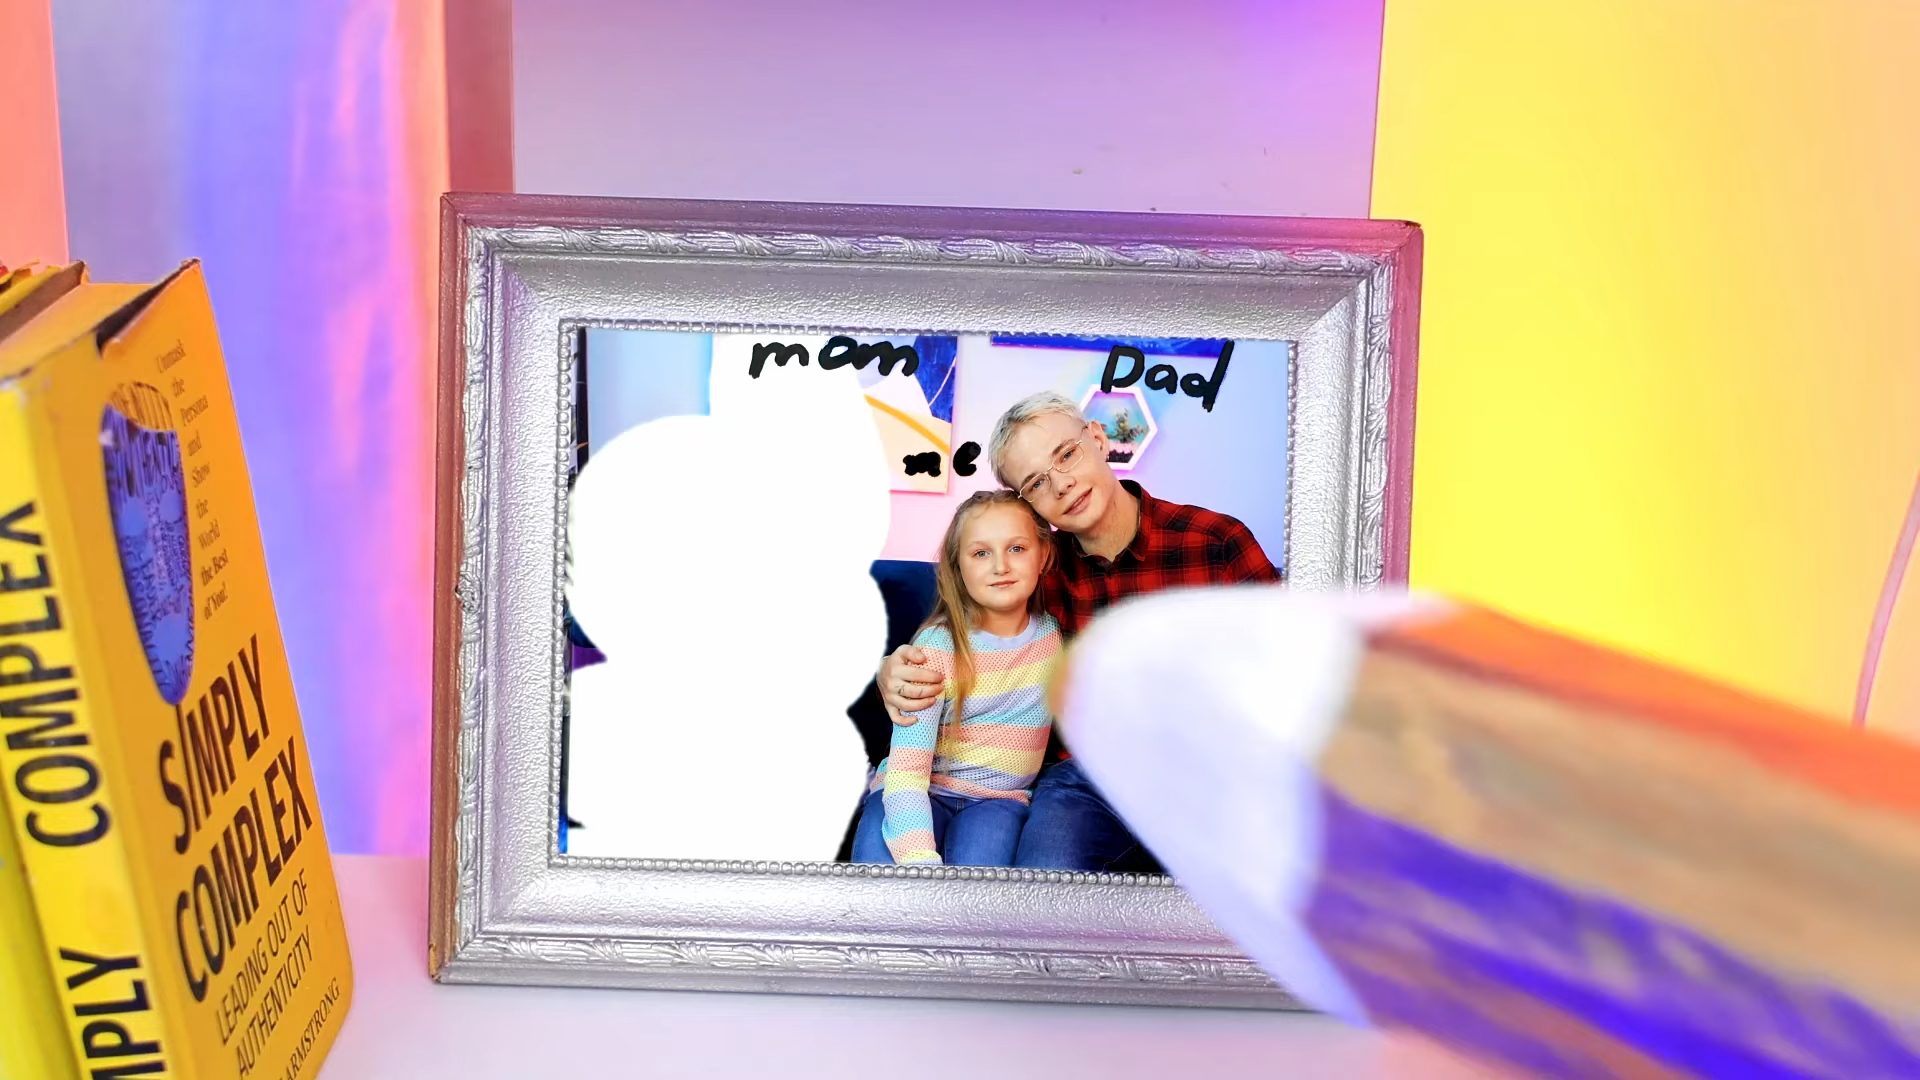 mom
Dad
me
COMPLEX
MPLY
Unmask
the
Persona
and
Show
the
World
the Best
of You!
SIMPLY
COMPLEX
LEADING OUT OF
AUTHENTICITY
ARMSTRONG